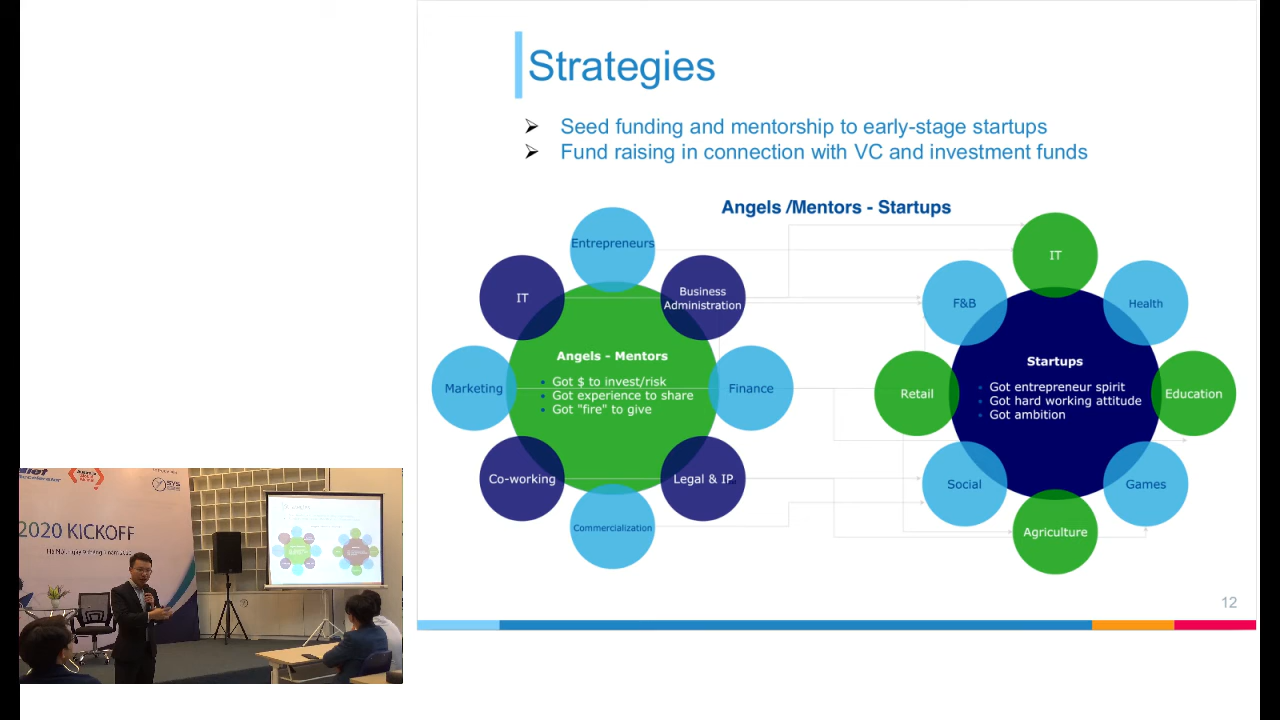 Strategies
Seed funding and mentorship to early-stage startups
Fund raising in connection with VC and investment funds
Angels /Mentors - Startups
Entrepreneurs
IT
Business
Administration
Marketing
Angels - Mentors
Got $ to invest/risk
Got experience to share
Got "fire" to give
Finance
Co-working
Legal & IP
Commercialization
IT
F&B
Health
Retail
Startups
Got entrepreneur spirit
Got hard working attitude
Got ambition
Education
Social
Games
Agriculture
12
SYS
2020 KICKOFF